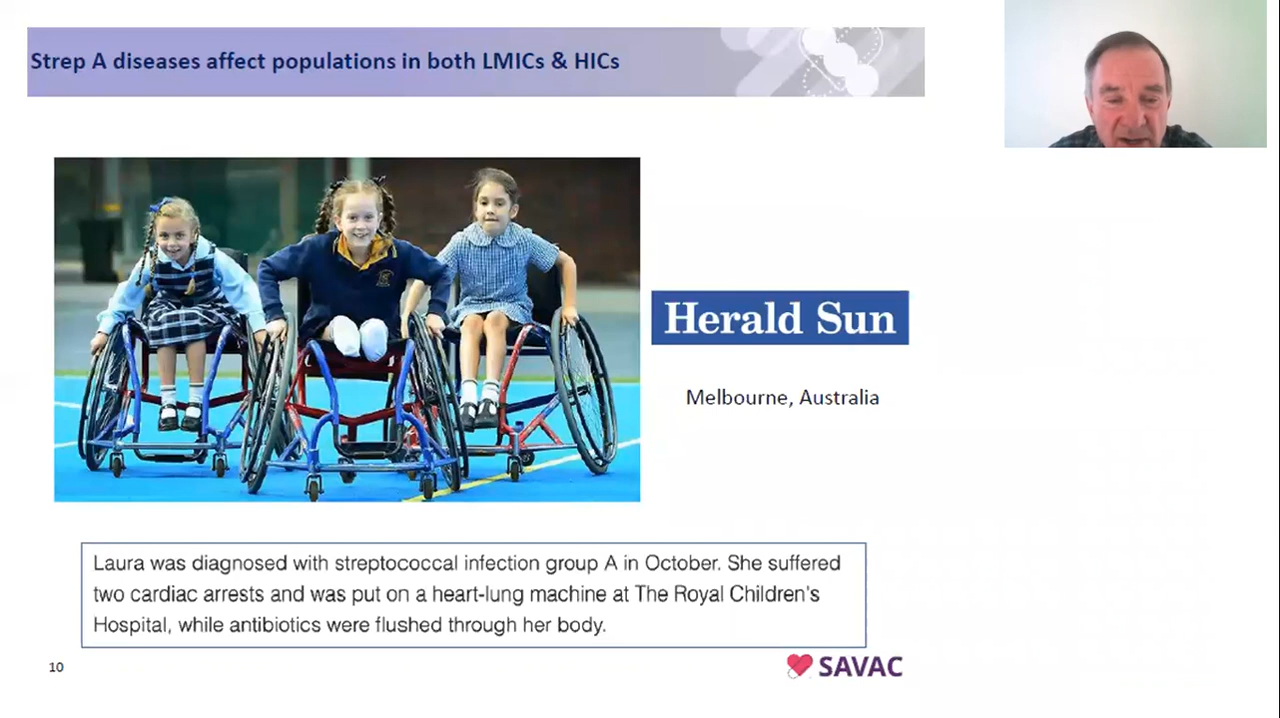 Strep A diseases affect populations in both LMICs & HICs
Herald Sun
Melbourne, Australia
Laura was diagnosed with streptococcal infection group A in October. She suffered
two cardiac arrests and was put on a heart-lung machine at The Royal Children's
Hospital, while antibiotics were flushed through her body.
10
SAVAC